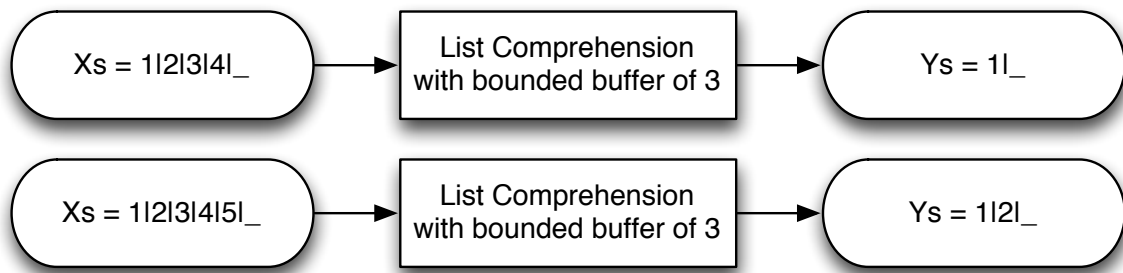 Xs = 1|2|3|4|_
List Comprehension
with bounded buffer of 3
Ys = 1|_
Xs = 1|2|3|4|5|_
List Comprehension
with bounded buffer of 3
Ys = 1|2|_